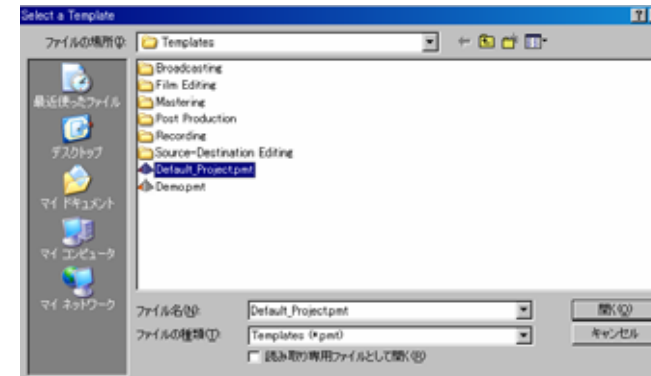 Select a Template
ファイルの場所(I):
Templates
最近使ったファイル
デスクトップ
マイ ドキュメント
マイ コンピュータ
マイ ネットワーク
Broadcasting
Film Editing
Mastering
Post Production
Recording
Source-Destination Editing
Default_Project.pmt
Demo.pmt
ファイル名(N):
Default_Project.pmt
開く(O)
ファイルの種類(T):
Templates (*.pmt)
キャンセル
読み取り専用ファイルとして開く(R)